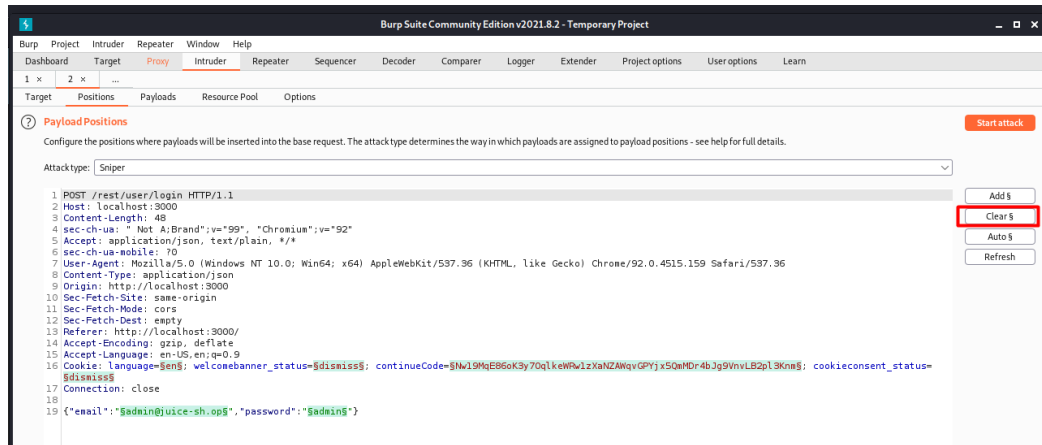 Burp Suite Community Edition v2021.8.2 - Temporary Project
Burp Project Intruder Repeater Window Help
Dashboard Target Proxy Intruder Repeater Sequencer Decoder Comparer Logger Extender Project options User options Learn
1 × 2 × ...
Target Positions Payloads Resource Pool Options
? Payload Positions
Start attack
Configure the positions where payloads will be inserted into the base request. The attack type determines the way in which payloads are assigned to payload positions - see help for full details.
Attack type: Sniper
1 POST /rest/user/login HTTP/1.1
2 Host: localhost:3000
3 Content-Length: 48
4 sec-ch-ua: " Not A;Brand";v="99", "Chromium";v="92"
5 Accept: application/json, text/plain, */*
6 sec-ch-ua-mobile: ?0
7 User-Agent: Mozilla/5.0 (Windows NT 10.0; Win64; x64) AppleWebKit/537.36 (KHTML, like Gecko) Chrome/92.0.4515.159 Safari/537.36
8 Content-Type: application/json
9 Origin: http://localhost:3000
10 Sec-Fetch-Site: same-origin
11 Sec-Fetch-Mode: cors
12 Sec-Fetch-Dest: empty
13 Referer: http://localhost:3000/
14 Accept-Encoding: gzip, deflate
15 Accept-Language: en-US,en;q=0.9
16 Cookie: language=§en§; welcomebanner_status=§dismiss§; continueCode=§Nwl9MqE86oK3y7OqlkeWRwlzXaNZAWqvGPYjx5QmMDr4bJg9VnvLB2pl3Knm§; cookieconsent_status=
§dismiss§
17 Connection: close
18
19 {"email":"§admin@juice-sh.op§","password":"§admin§"}
Add §
Clear §
Auto §
Refresh